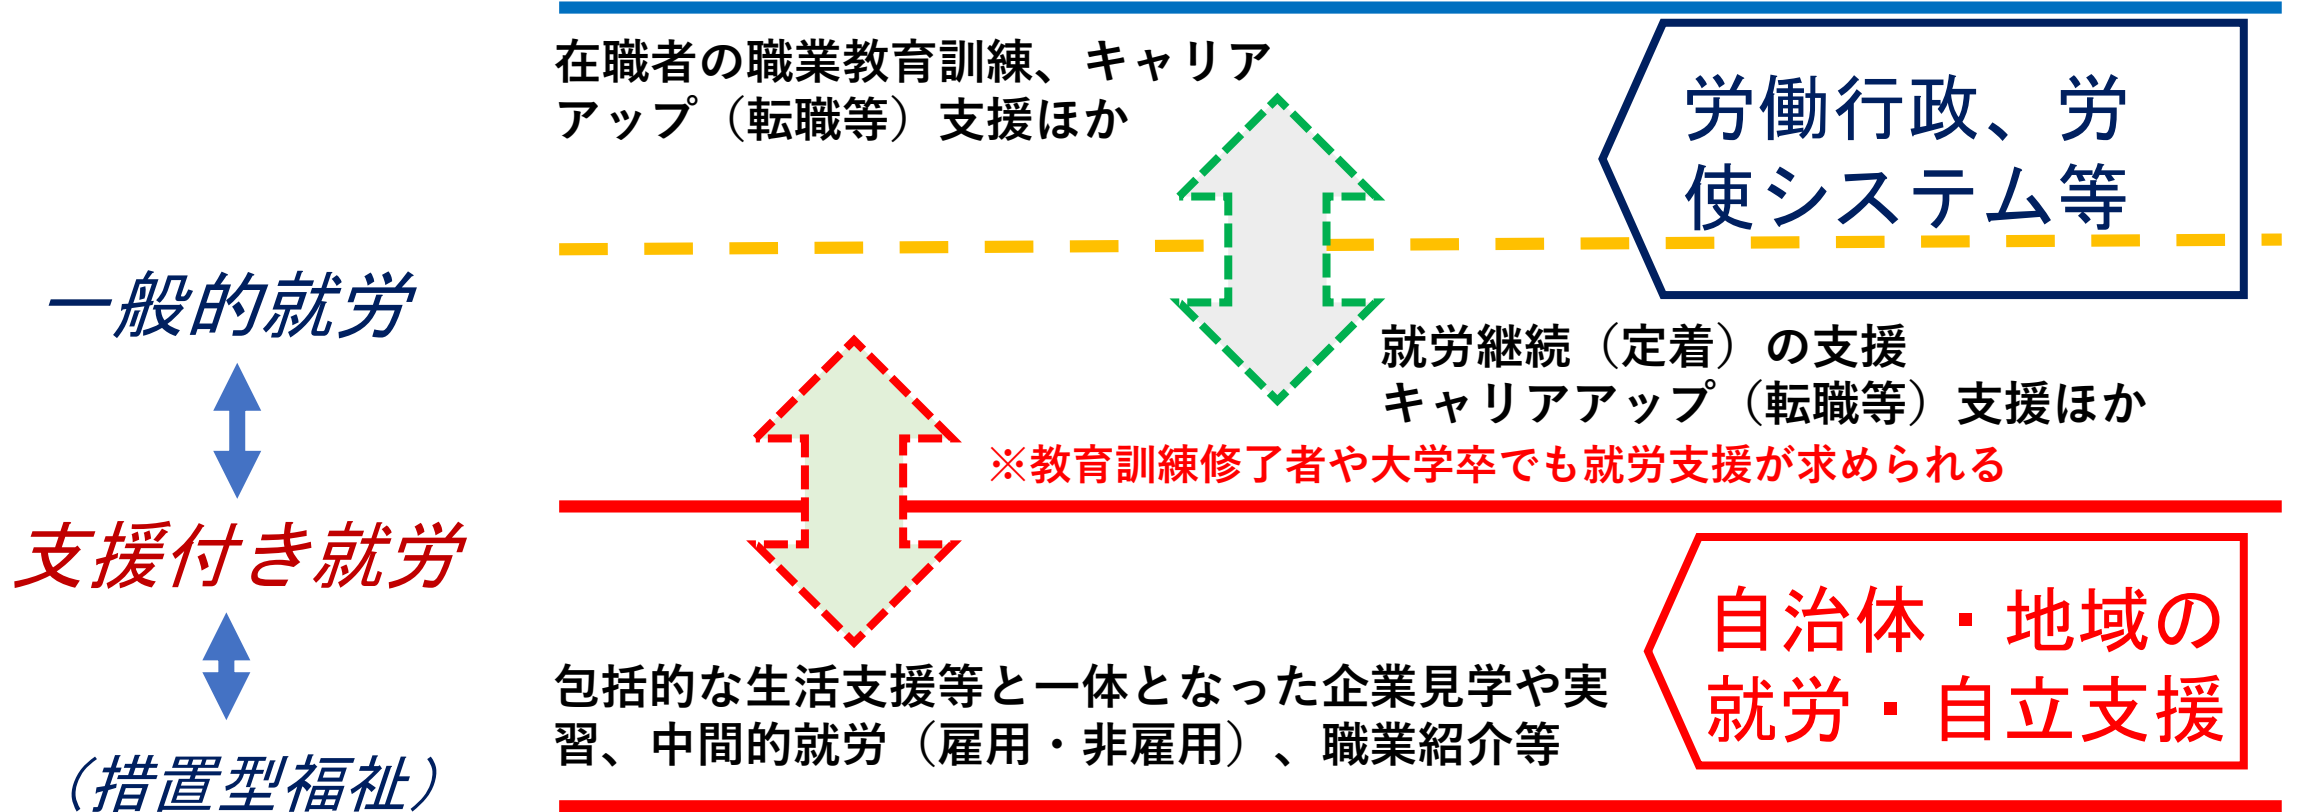 在職者の職業教育訓練、キャリア
アップ（転職等）支援ほか
労働行政、労
使システム等
一般的就労
就労継続（定着）の支援
キャリアアップ（転職等）支援ほか
※教育訓練修了者や大学卒でも就労支援が求められる
支援付き就労
自治体・地域の
就労・自立支援
包括的な生活支援等と一体となった企業見学や実
習、中間的就労（雇用・非雇用）、職業紹介等
（措置型福祉）